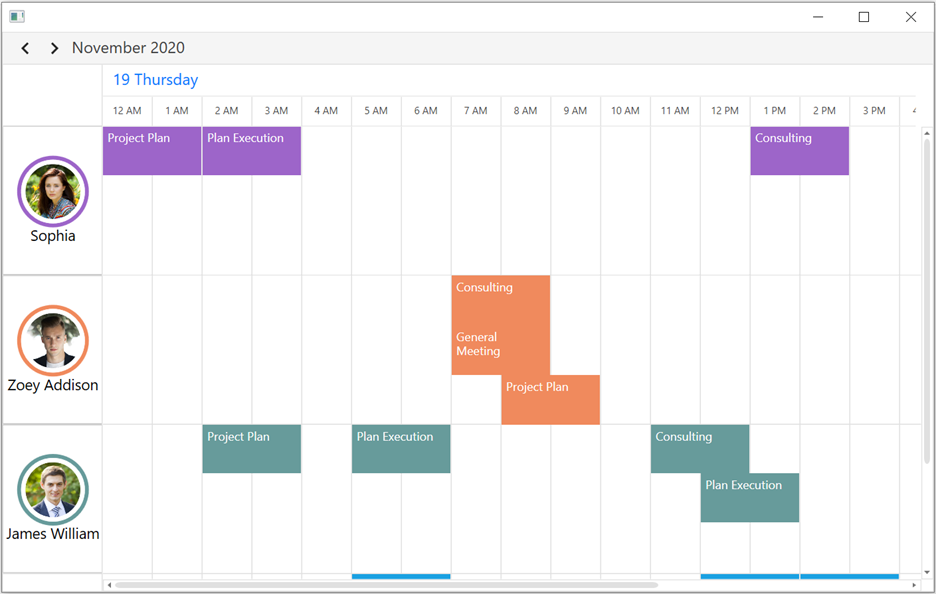 November 2020
19 Thursday
12 AM 1 AM 2 AM 3 AM 4 AM 5 AM 6 AM 7 AM 8 AM 9 AM 10 AM 11 AM 12 PM 1 PM 2 PM 3 PM
Project Plan Plan Execution Consulting
Sophia
Consulting
General
Meeting
Project Plan
Zoey Addison
Project Plan Plan Execution Consulting
Plan Execution
James William